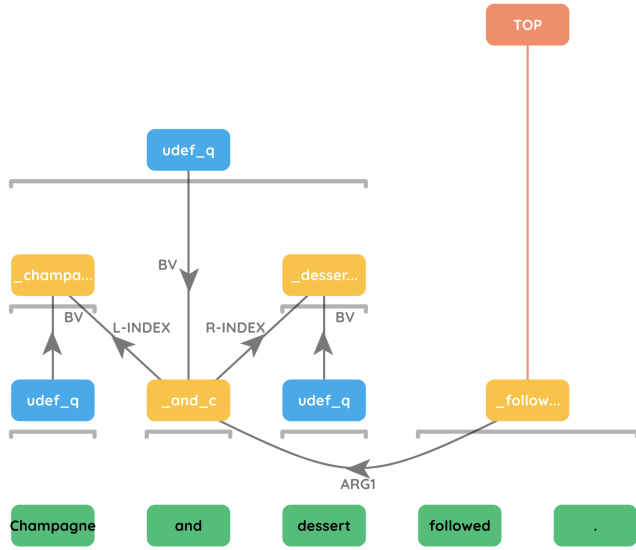 TOP
udef_q
BV
_champa... _desser...
BV L-INDEX R-INDEX BV
udef_q _and_c udef_q _follow...
ARG1
Champagne and dessert followed .